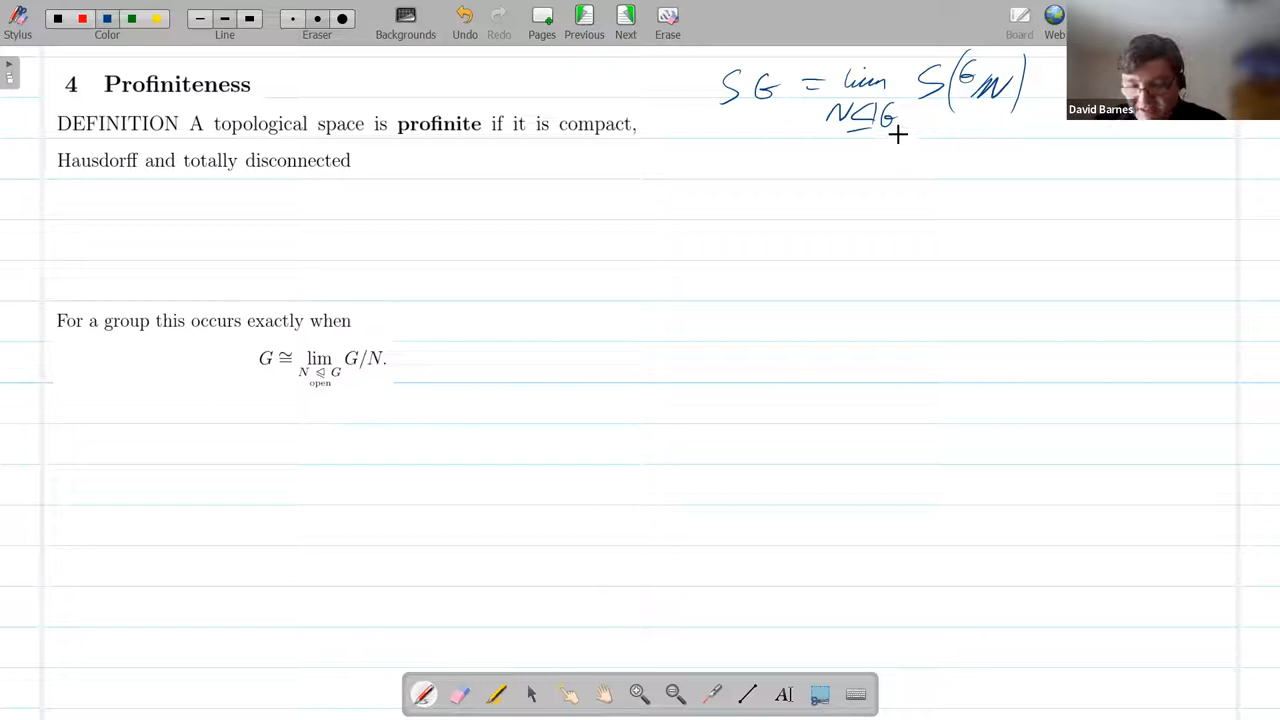 Stylus
Color
Line
Eraser
Backgrounds
Undo
Redo
Pages
Previous
Next
Erase
Board
Web
David Barnes
4 Profiniteness
SG = lim S(G/N)
N⊴G
DEFINITION A topological space is profinite if it is compact,
Hausdorff and totally disconnected
For a group this occurs exactly when
G ≅ lim G/N.
N ⊴ G
open